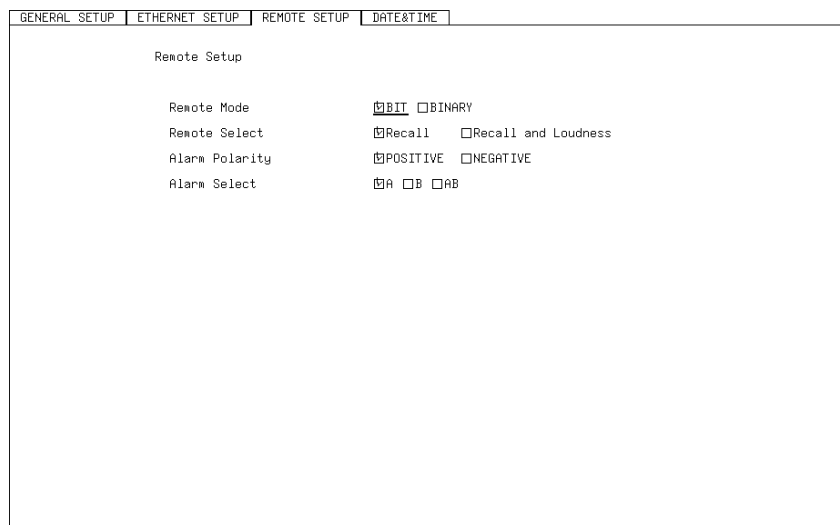 GENERAL SETUP ETHERNET SETUP REMOTE SETUP DATE&TIME
Remote Setup
Remote Mode ☑BIT ☐BINARY
Remote Select ☑Recall ☐Recall and Loudness
Alarm Polarity ☑POSITIVE ☐NEGATIVE
Alarm Select ☑A ☐B ☐AB